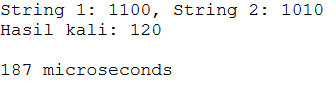 String 1: 1100, String 2: 1010
Hasil kali: 120
187 microseconds